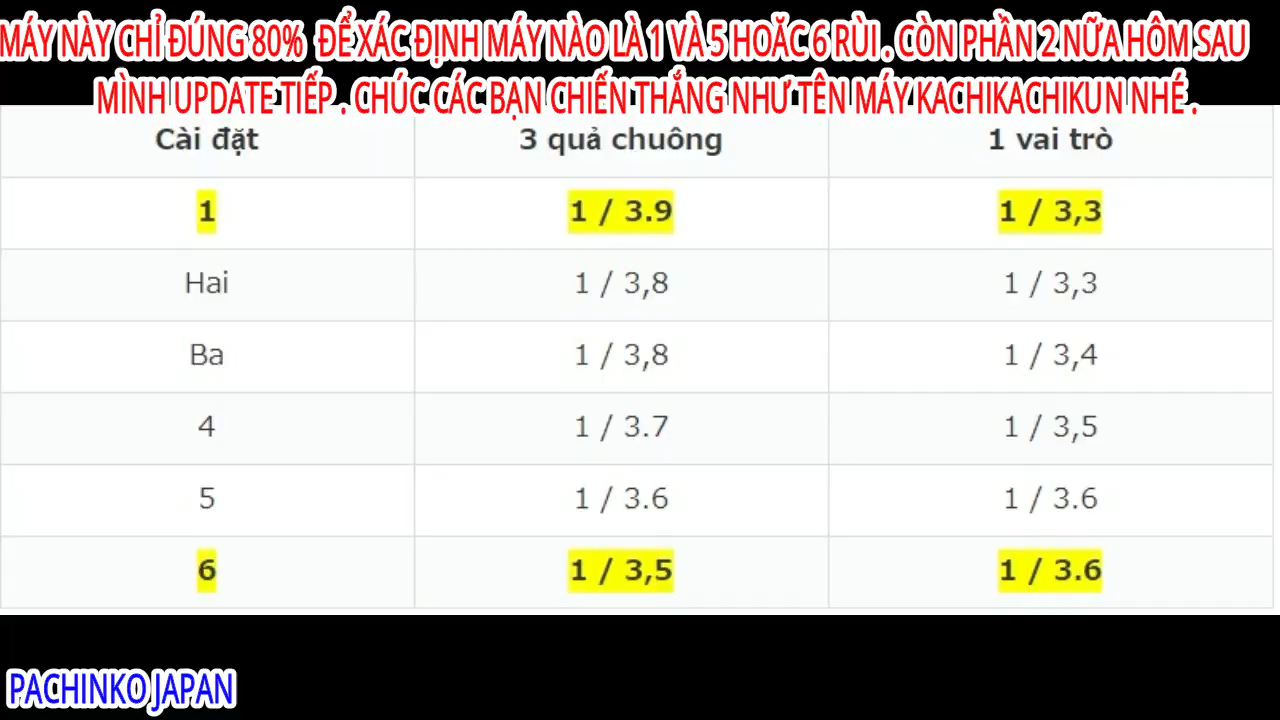 MÁY NÀY CHỈ ĐÚNG 80% ĐỂ XÁC ĐỊNH MÁY NÀO LÀ 1 VÀ 5 HOĂC 6 RÙI . CÒN PHẦN 2 NỮA HÔM SAU
MÌNH UPDATE TIẾP . CHÚC CÁC BẠN CHIẾN THẮNG NHƯ TÊN MÁY KACHIKACHIKUN NHÉ .
Cài đặt 3 quả chuông 1 vai trò
1 1 / 3.9 1 / 3,3
Hai 1 / 3,8 1 / 3,3
Ba 1 / 3,8 1 / 3,4
4 1 / 3.7 1 / 3,5
5 1 / 3.6 1 / 3.6
6 1 / 3,5 1 / 3.6
PACHINKO JAPAN